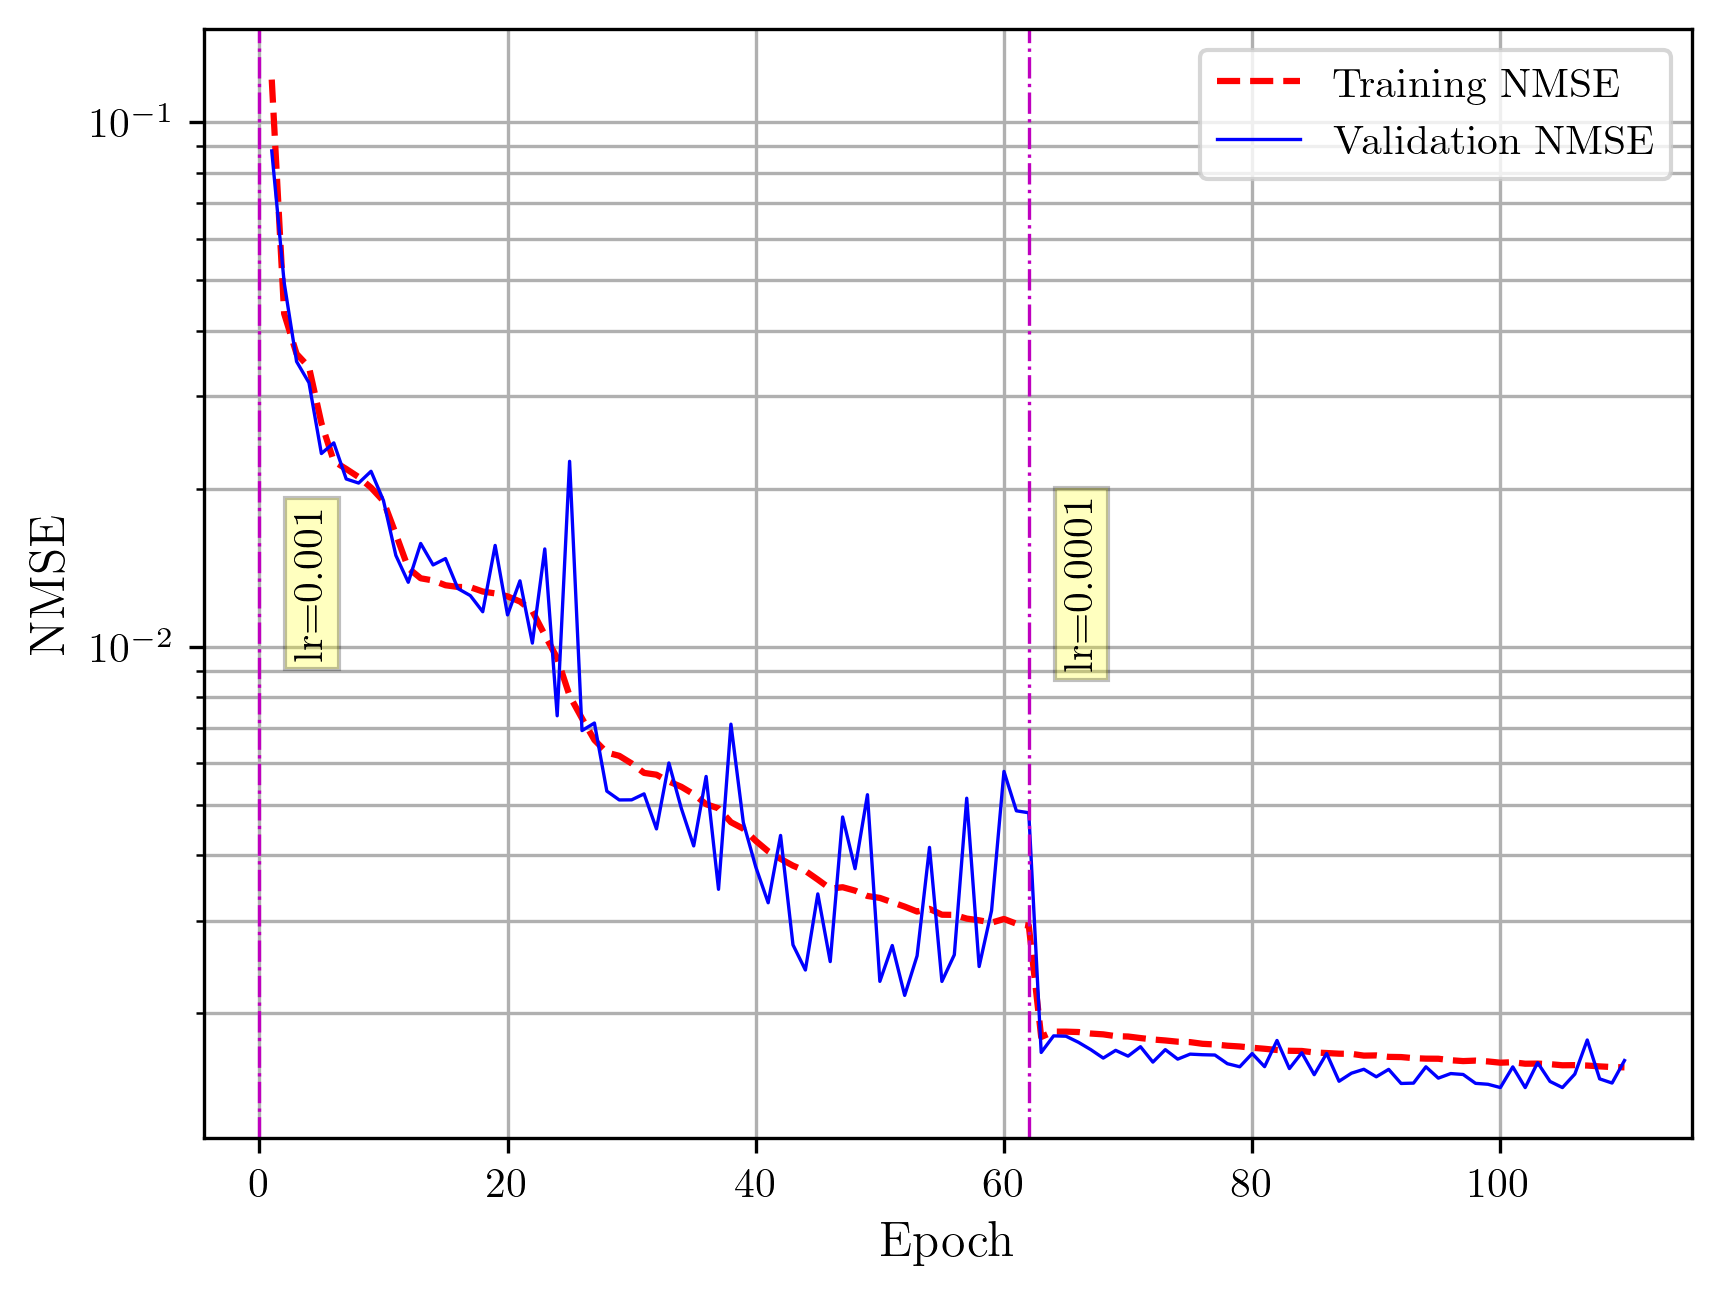 Training NMSE
Validation NMSE
10⁻¹
10⁻²
NMSE
lr=0.001
lr=0.0001
0 20 40 60 80 100
Epoch